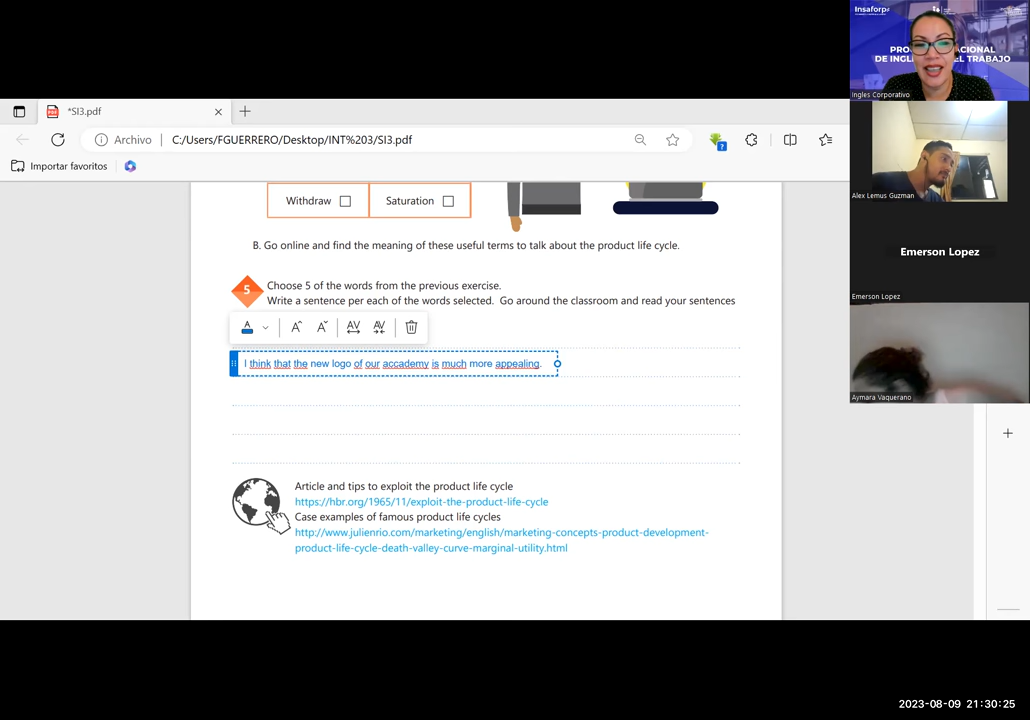 Insaforp
PRO
ACIONAL
DE INGL
EL TRABAJO
Ingles Corporativo
*SI3.pdf
Archivo
C:/Users/FGUERRERO/Desktop/INT%203/SI3.pdf
Importar favoritos
Alex Lemus Guzman
Withdraw
Saturation
B. Go online and find the meaning of these useful terms to talk about the product life cycle.
Emerson Lopez
Emerson Lopez
5
Choose 5 of the words from the previous exercise.
Write a sentence per each of the words selected. Go around the classroom and read your sentences
I think that the new logo of our accademy is much more appealing.
Aymara Vaquerano
Article and tips to exploit the product life cycle
https://hbr.org/1965/11/exploit-the-product-life-cycle
Case examples of famous product life cycles
http://www.julienrio.com/marketing/english/marketing-concepts-product-development-
product-life-cycle-death-valley-curve-marginal-utility.html
2023-08-09 21:30:25